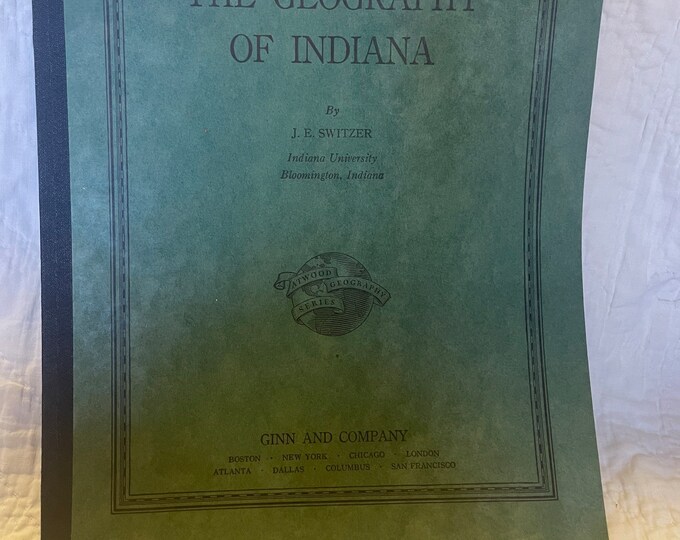 THE GEOGRAPHY
OF INDIANA
By
J. E. SWITZER
Indiana University
Bloomington, Indiana
ATWOOD
GEOGRAPHY
SERIES
GINN AND COMPANY
BOSTON · NEW YORK · CHICAGO · LONDON
ATLANTA · DALLAS · COLUMBUS · SAN FRANCISCO